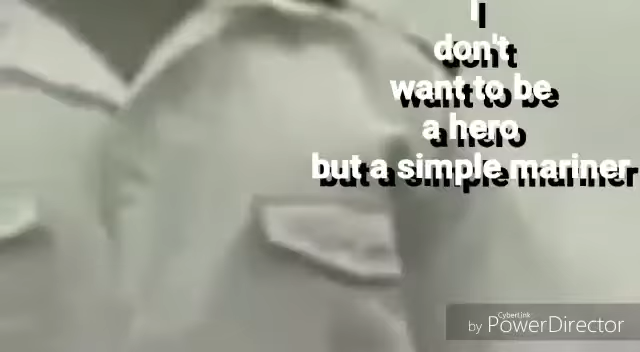 I
don't
want to be
a hero
but a simple mariner
CyberLink
by PowerDirector